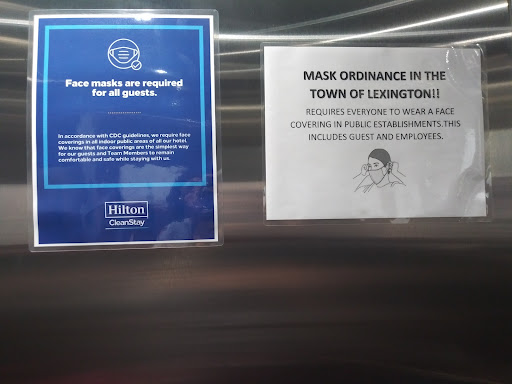 Face masks are required
for all guests.
In accordance with CDC guidelines, we require face
coverings in all indoor public areas of all our hotel.
We know that face coverings are the simplest way
for our guests and Team Members to remain
comfortable and safe while staying with us.
Hilton
CleanStay
MASK ORDINANCE IN THE
TOWN OF LEXINGTON!!
REQUIRES EVERYONE TO WEAR A FACE
COVERING IN PUBLIC ESTABLISHMENTS.THIS
INCLUDES GUEST AND EMPLOYEES.